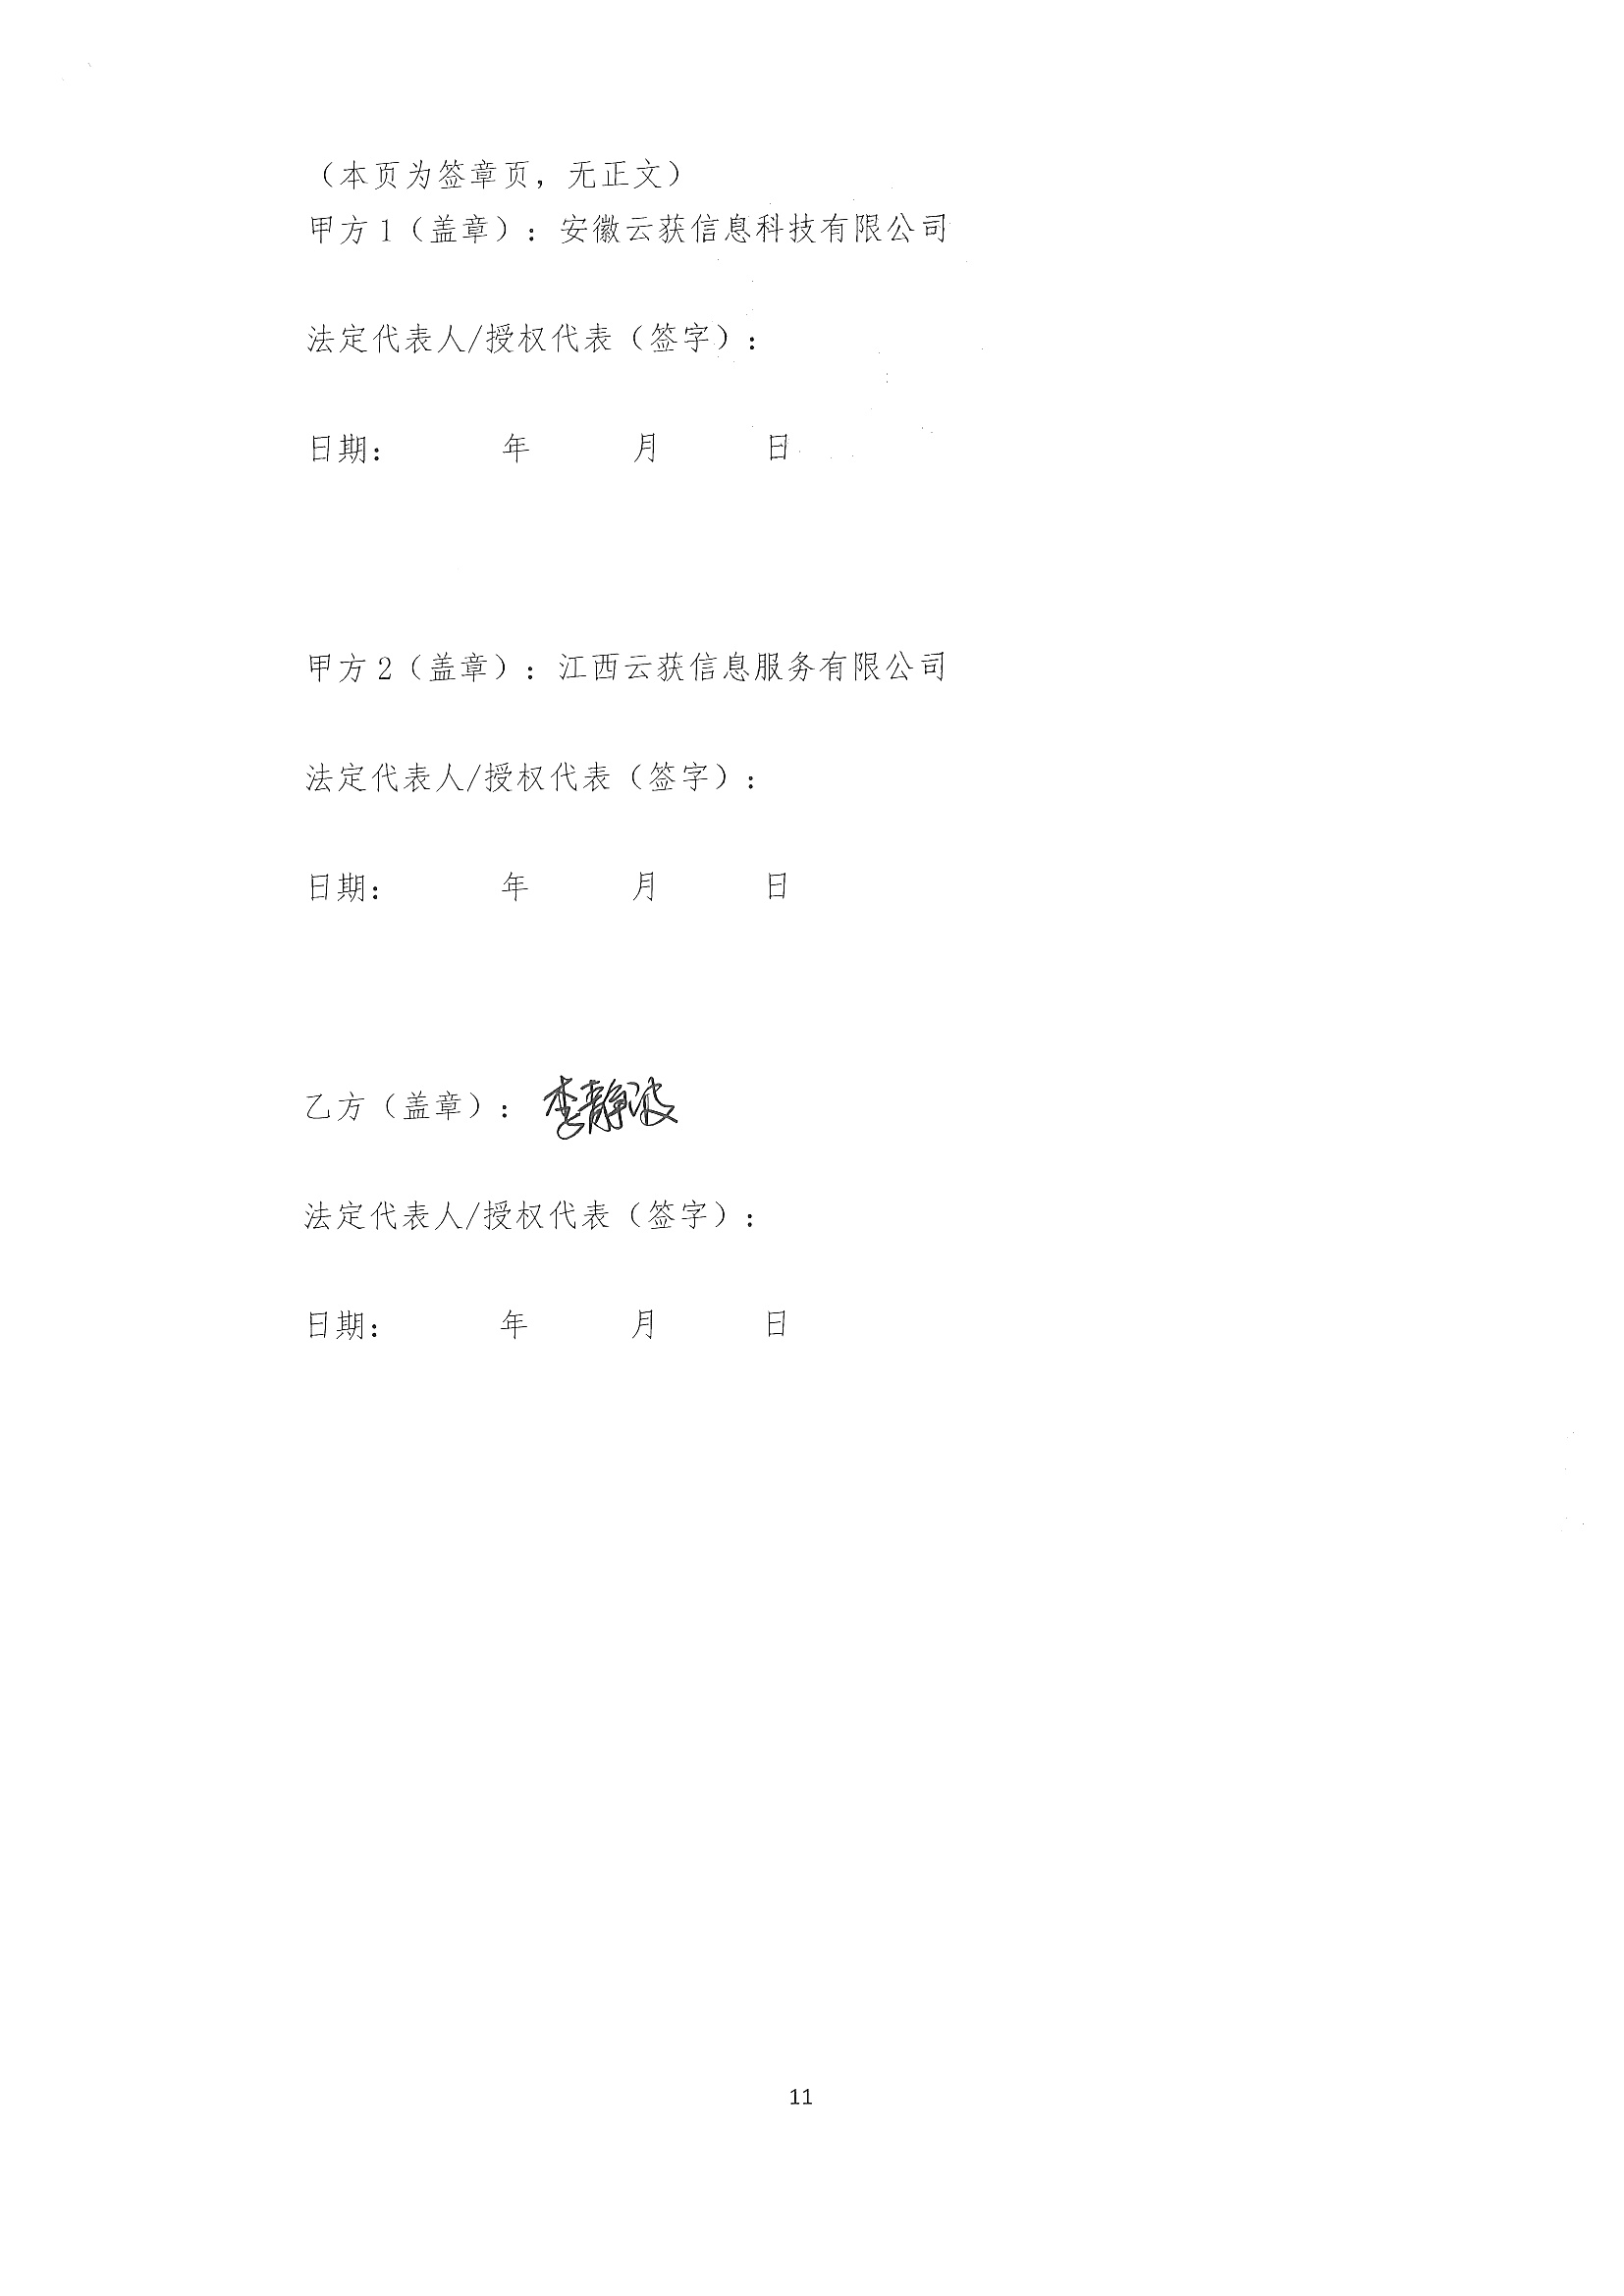 （本页为签章页，无正文）
甲方1（盖章）：安徽云获信息科技有限公司
法定代表人/授权代表（签字）：
日期： 年 月 日
甲方2（盖章）：江西云获信息服务有限公司
法定代表人/授权代表（签字）：
日期： 年 月 日
乙方（盖章）：李静波
法定代表人/授权代表（签字）：
日期： 年 月 日
11